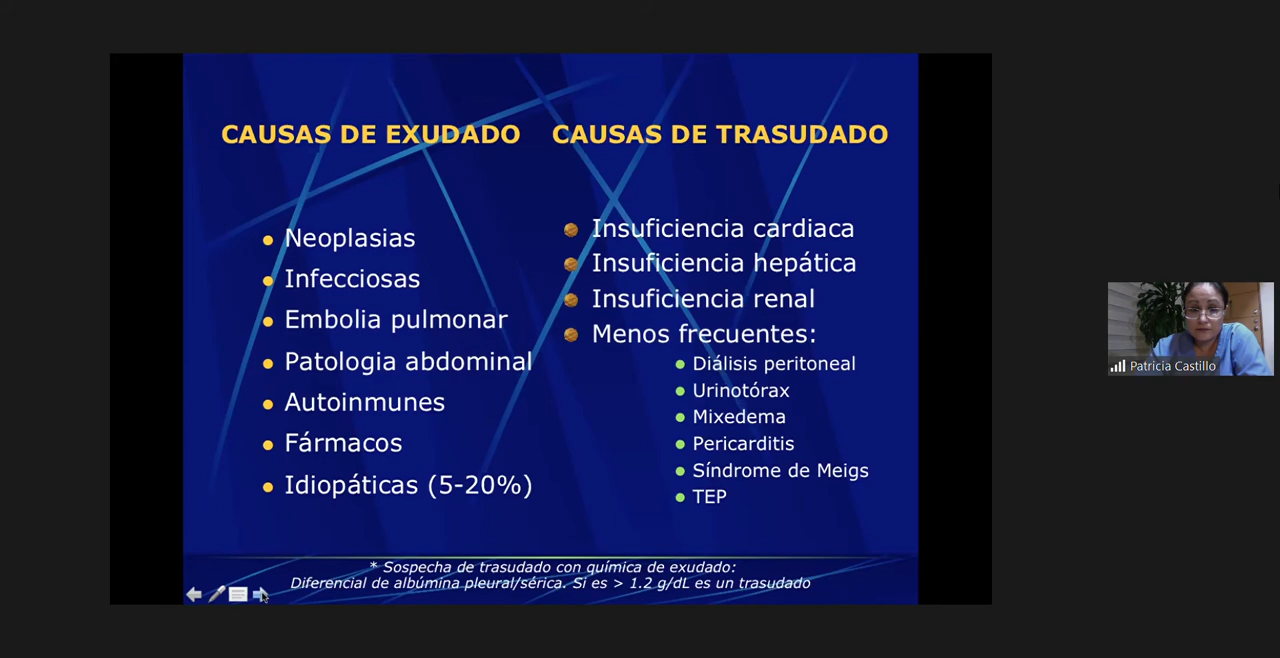 CAUSAS DE EXUDADO
Neoplasias
Infecciosas
Embolia pulmonar
Patologia abdominal
Autoinmunes
Fármacos
Idiopáticas (5-20%)
CAUSAS DE TRASUDADO
Insuficiencia cardiaca
Insuficiencia hepática
Insuficiencia renal
Menos frecuentes:
Diálisis peritoneal
Urinotórax
Mixedema
Pericarditis
Síndrome de Meigs
TEP
* Sospecha de trasudado con química de exudado:
Diferencial de albúmina pleural/sérica. Si es > 1.2 g/dL es un trasudado
Patricia Castillo